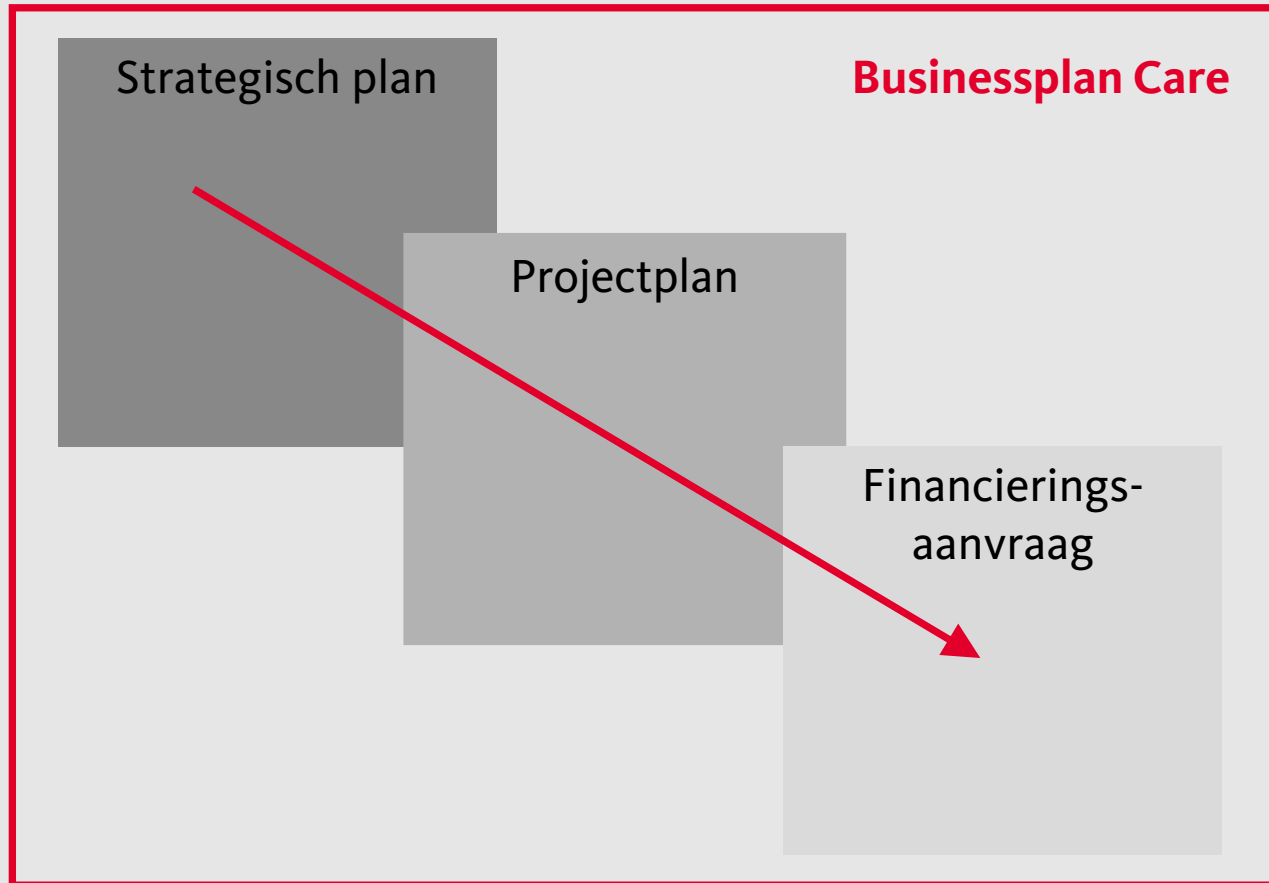 Strategisch plan
Businessplan Care
Projectplan
Financierings-
aanvraag